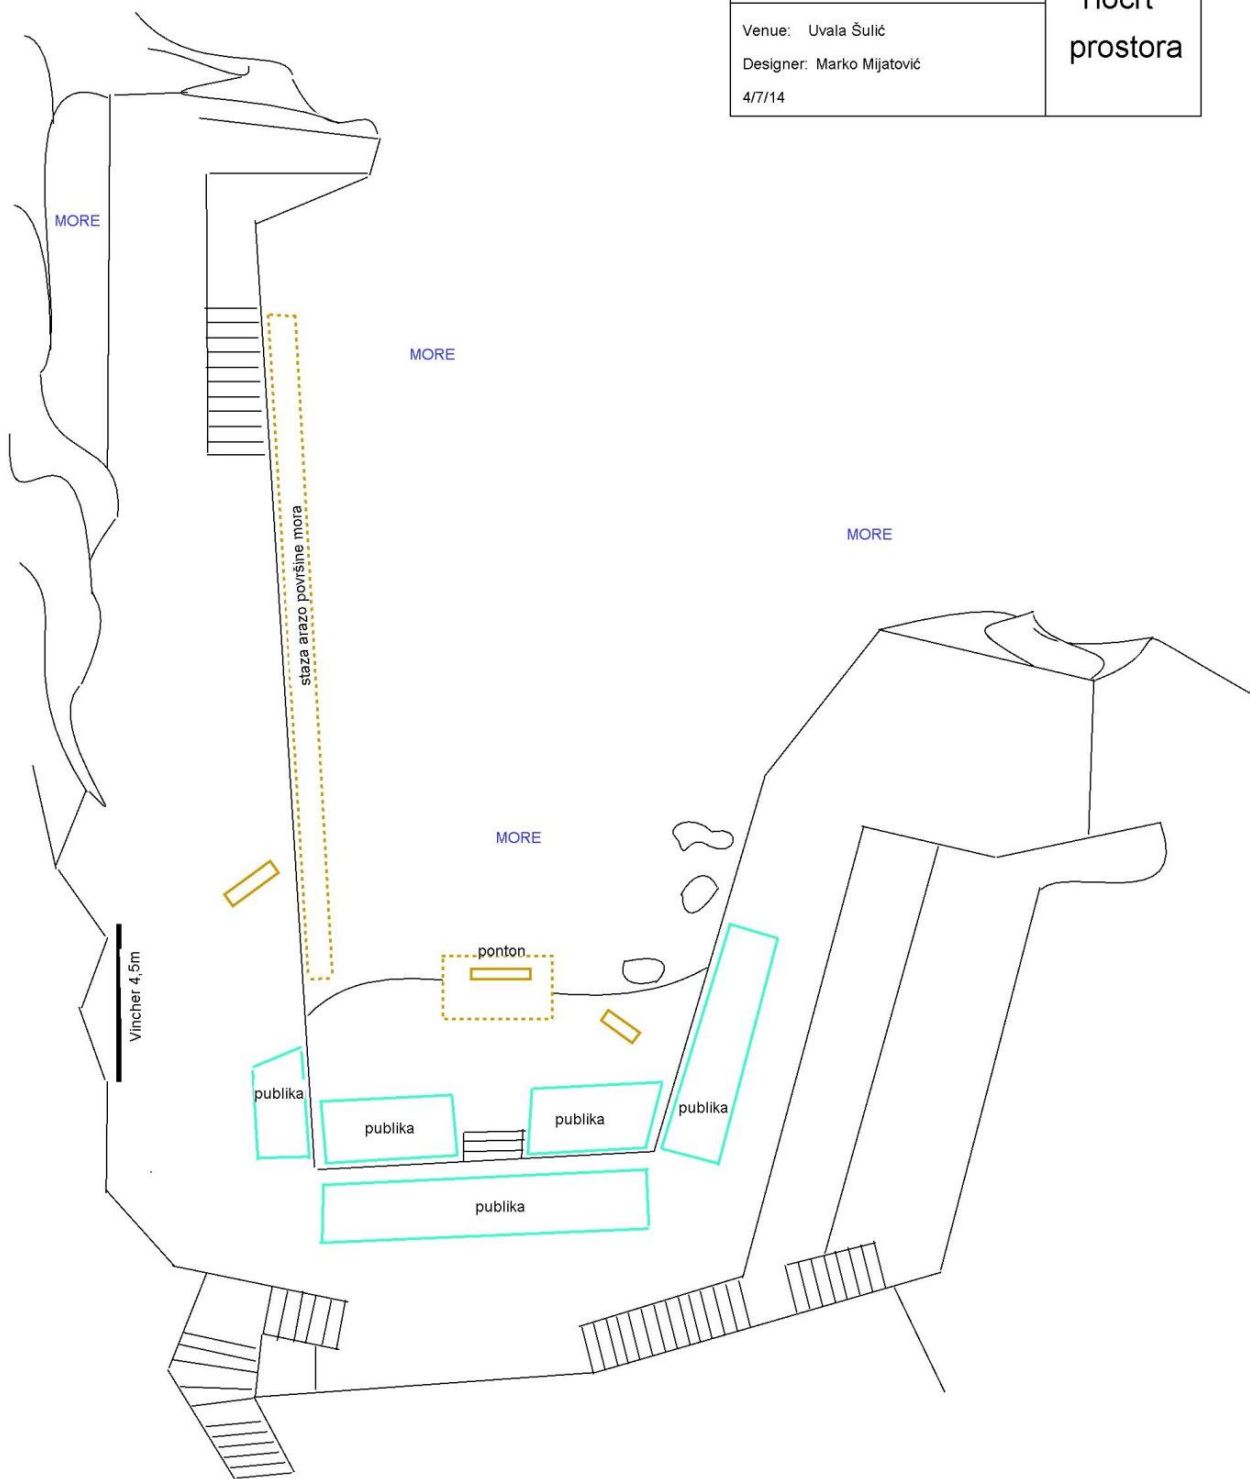 prostora
Venue: Uvala Šulić
Designer: Marko Mijatović
4/7/14
MORE
MORE
MORE
staza arazo površine mora
MORE
ponton
Vincher 4,5m
publika
publika
publika
publika
publika